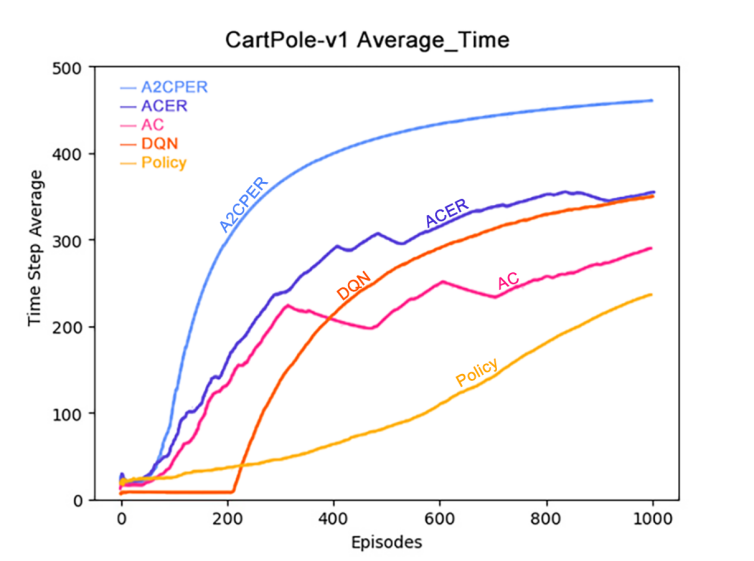 CartPole-v1 Average_Time
500
400
300
200
100
0
Time Step Average
A2CPER
ACER
AC
DQN
Policy
A2CPER
ACER
DQN
AC
Policy
0
200
400
600
800
1000
Episodes